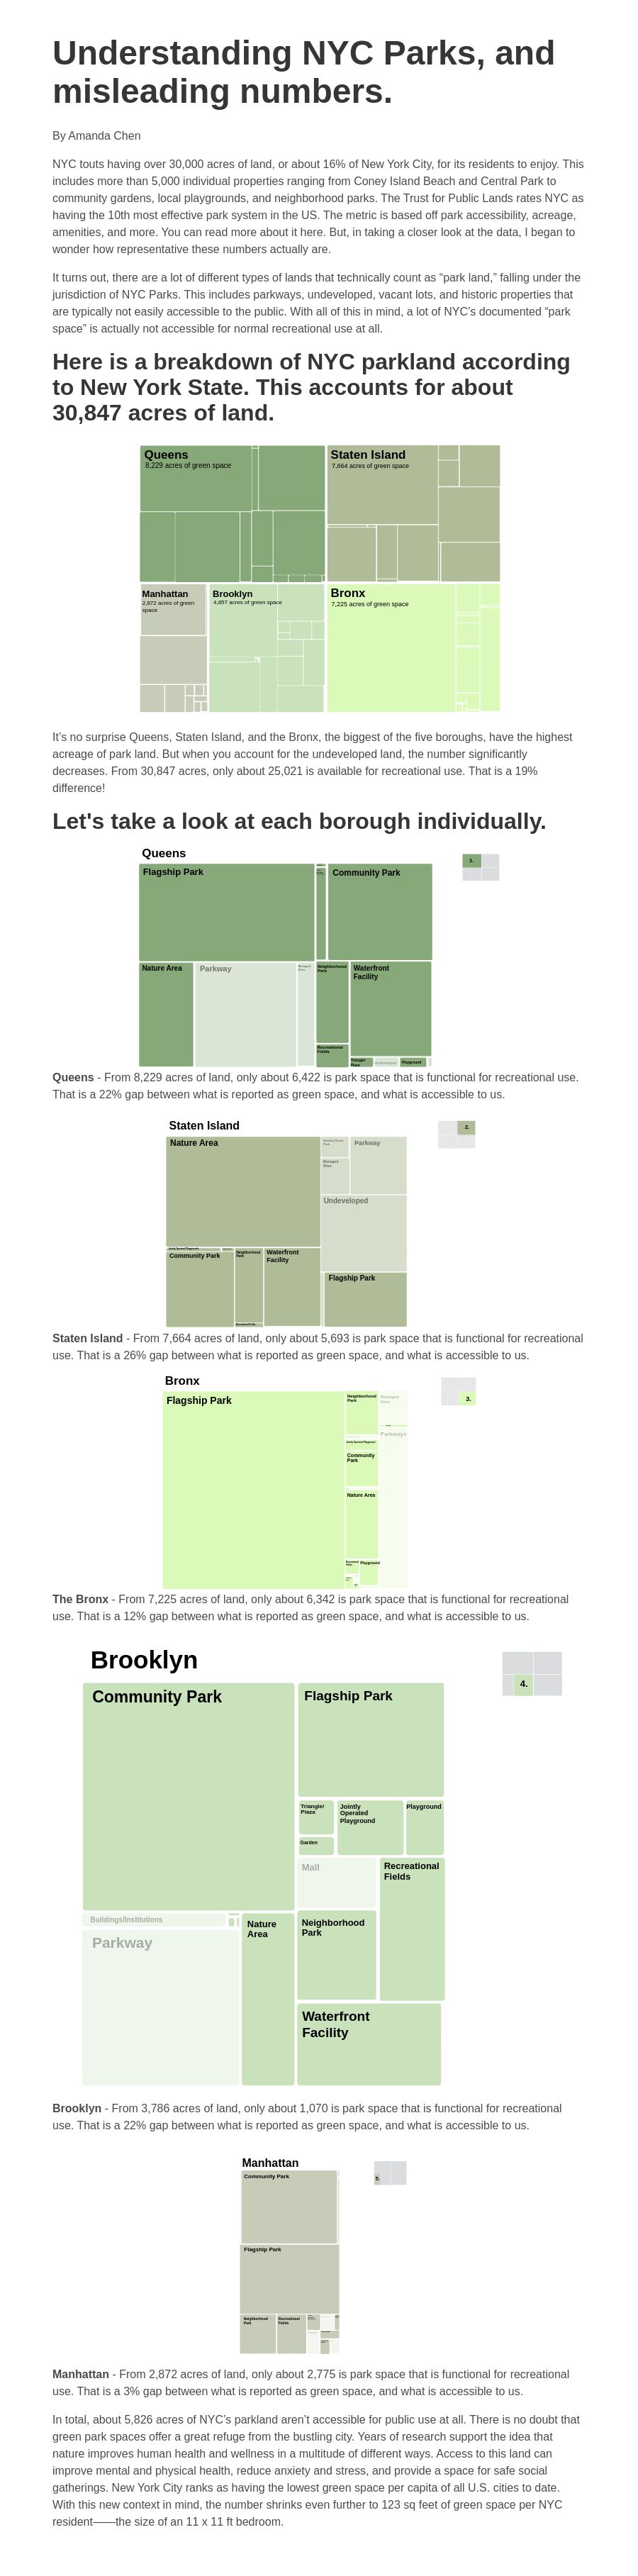 Understanding NYC Parks, and
misleading numbers.
By Amanda Chen
NYC touts having over 30,000 acres of land, or about 16% of New York City, for its residents to enjoy. This
includes more than 5,000 individual properties ranging from Coney Island Beach and Central Park to
community gardens, local playgrounds, and neighborhood parks. The Trust for Public Lands rates NYC as
having the 10th most effective park system in the US. The metric is based off park accessibility, acreage,
amenities, and more. You can read more about it here. But, in taking a closer look at the data, I began to
wonder how representative these numbers actually are.
It turns out, there are a lot of different types of lands that technically count as “park land,” falling under the
jurisdiction of NYC Parks. This includes parkways, undeveloped, vacant lots, and historic properties that
are typically not easily accessible to the public. With all of this in mind, a lot of NYC’s documented “park
space” is actually not accessible for normal recreational use at all.
Here is a breakdown of NYC parkland according
to New York State. This accounts for about
30,847 acres of land.
Queens
8,229 acres of green space
Staten Island
7,664 acres of green space
Manhattan
2,872 acres of green
space
Brooklyn
4,857 acres of green space
Bronx
7,225 acres of green space
It’s no surprise Queens, Staten Island, and the Bronx, the biggest of the five boroughs, have the highest
acreage of park land. But when you account for the undeveloped land, the number significantly
decreases. From 30,847 acres, only about 25,021 is available for recreational use. That is a 19%
difference!
Let's take a look at each borough individually.
Queens
1.
Flagship Park
Community Park
Nature Area
Parkway
Neighborhood
Park
Waterfront
Facility
Recreational
Fields
Playground
Queens - From 8,229 acres of land, only about 6,422 is park space that is functional for recreational use.
That is a 22% gap between what is reported as green space, and what is accessible to us.
Staten Island
2.
Nature Area
Parkway
Managed
Sites
Undeveloped
Community Park
Neighborhood
Park
Waterfront
Facility
Flagship Park
Staten Island - From 7,664 acres of land, only about 5,693 is park space that is functional for recreational
use. That is a 26% gap between what is reported as green space, and what is accessible to us.
Bronx
3.
Flagship Park
Neighborhood
Park
Managed
Sites
Parkways
Jointly Operated Playground
Community
Park
Nature Area
Playground
The Bronx - From 7,225 acres of land, only about 6,342 is park space that is functional for recreational
use. That is a 12% gap between what is reported as green space, and what is accessible to us.
Brooklyn
4.
Community Park
Flagship Park
Triangle/
Plaza
Jointly
Operated
Playground
Playground
Garden
Mall
Recreational
Fields
Buildings/Institutions
Nature
Area
Neighborhood
Park
Parkway
Waterfront
Facility
Brooklyn - From 3,786 acres of land, only about 1,070 is park space that is functional for recreational
use. That is a 22% gap between what is reported as green space, and what is accessible to us.
Manhattan
5.
Community Park
Flagship Park
Neighborhood
Park
Recreational
Fields
Manhattan - From 2,872 acres of land, only about 2,775 is park space that is functional for recreational
use. That is a 3% gap between what is reported as green space, and what is accessible to us.
In total, about 5,826 acres of NYC’s parkland aren’t accessible for public use at all. There is no doubt that
green park spaces offer a great refuge from the bustling city. Years of research support the idea that
nature improves human health and wellness in a multitude of different ways. Access to this land can
improve mental and physical health, reduce anxiety and stress, and provide a space for safe social
gatherings. New York City ranks as having the lowest green space per capita of all U.S. cities to date.
With this new context in mind, the number shrinks even further to 123 sq feet of green space per NYC
resident——the size of an 11 x 11 ft bedroom.